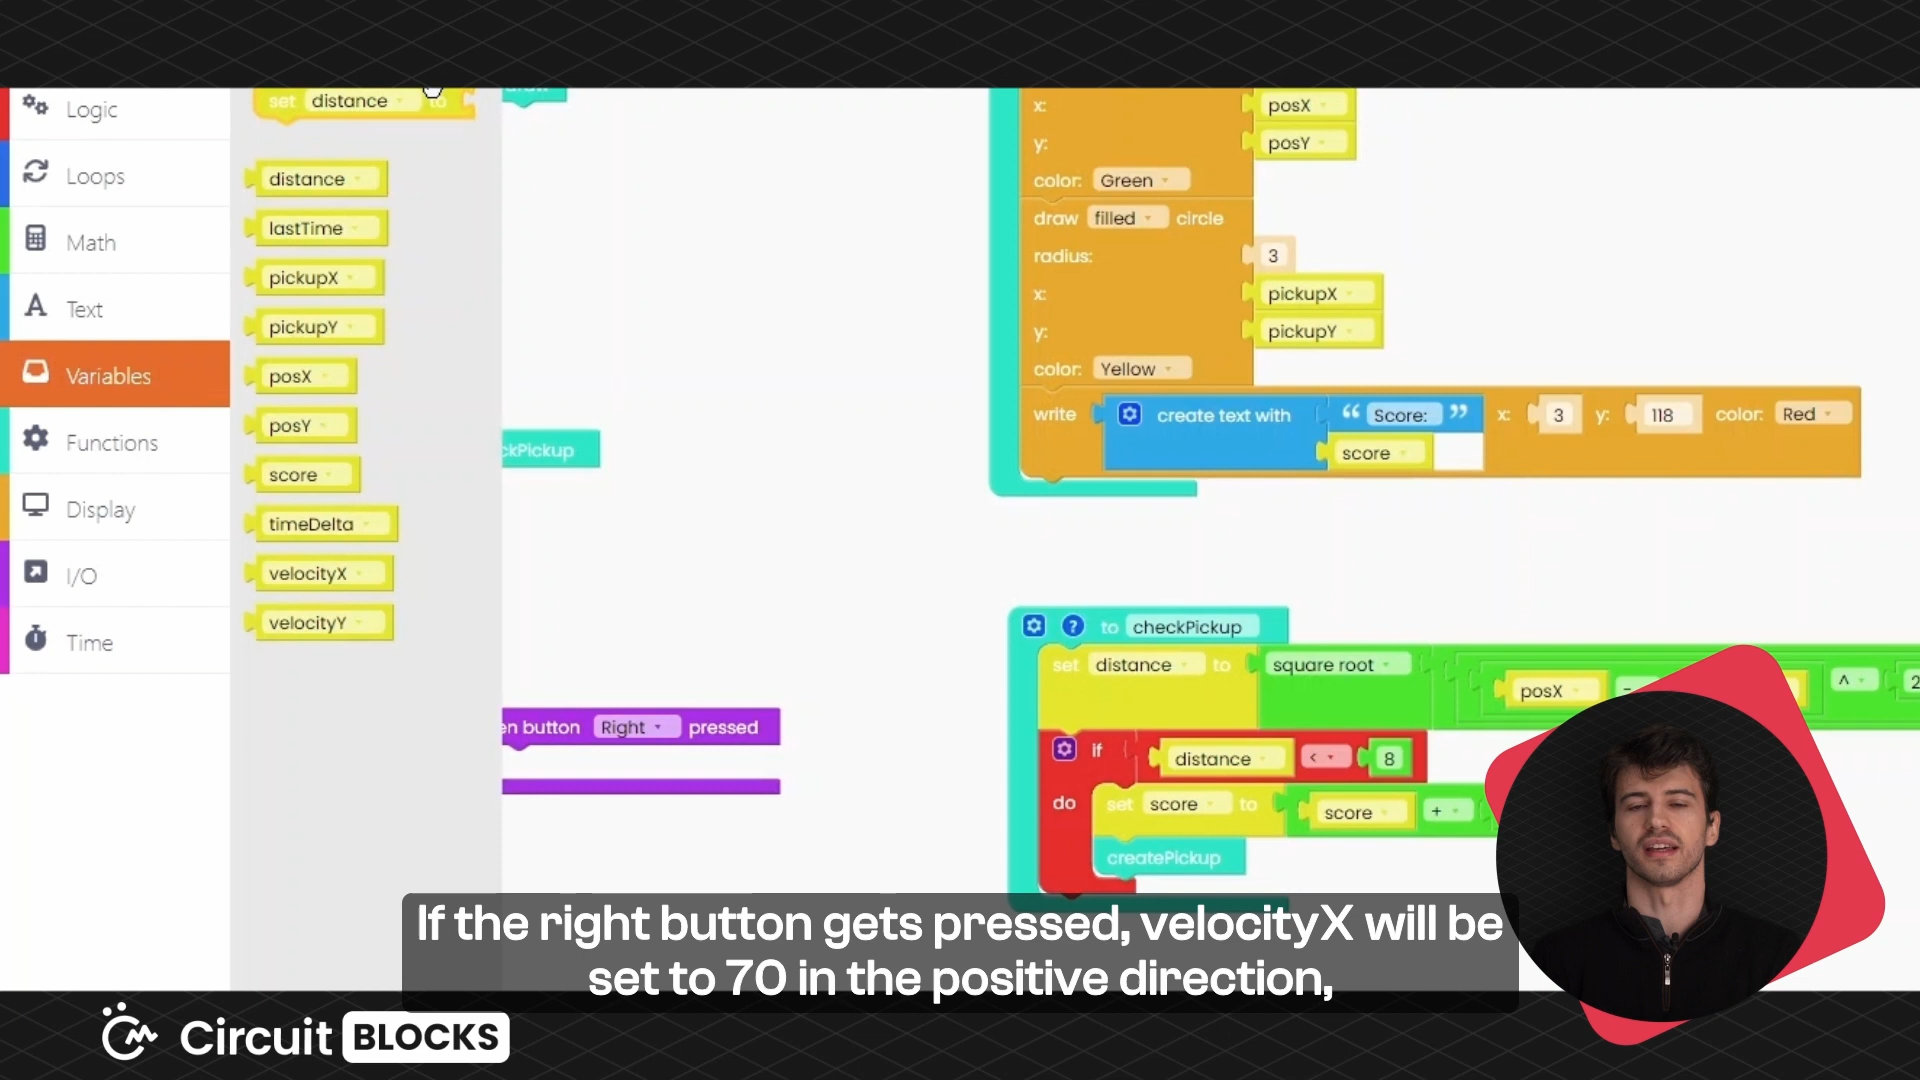 Logic
Loops
Math
Text
Variables
Functions
Display
I/O
Time
set distance to
distance
lastTime
pickupX
pickupY
posX
posY
score
timeDelta
velocityX
velocityY
ckPickup
en button Right pressed
x: posX
y: posY
color: Green
draw filled circle
radius: 3
x: pickupX
y: pickupY
color: Yellow
write create text with “ Score: ” x: 3 y: 118 color: Red
score
? to checkPickup
set distance to square root posX - ^ 2
if distance < 8
do set score to score +
createPickup
If the right button gets pressed, velocityX will be
set to 70 in the positive direction,
Circuit BLOCKS